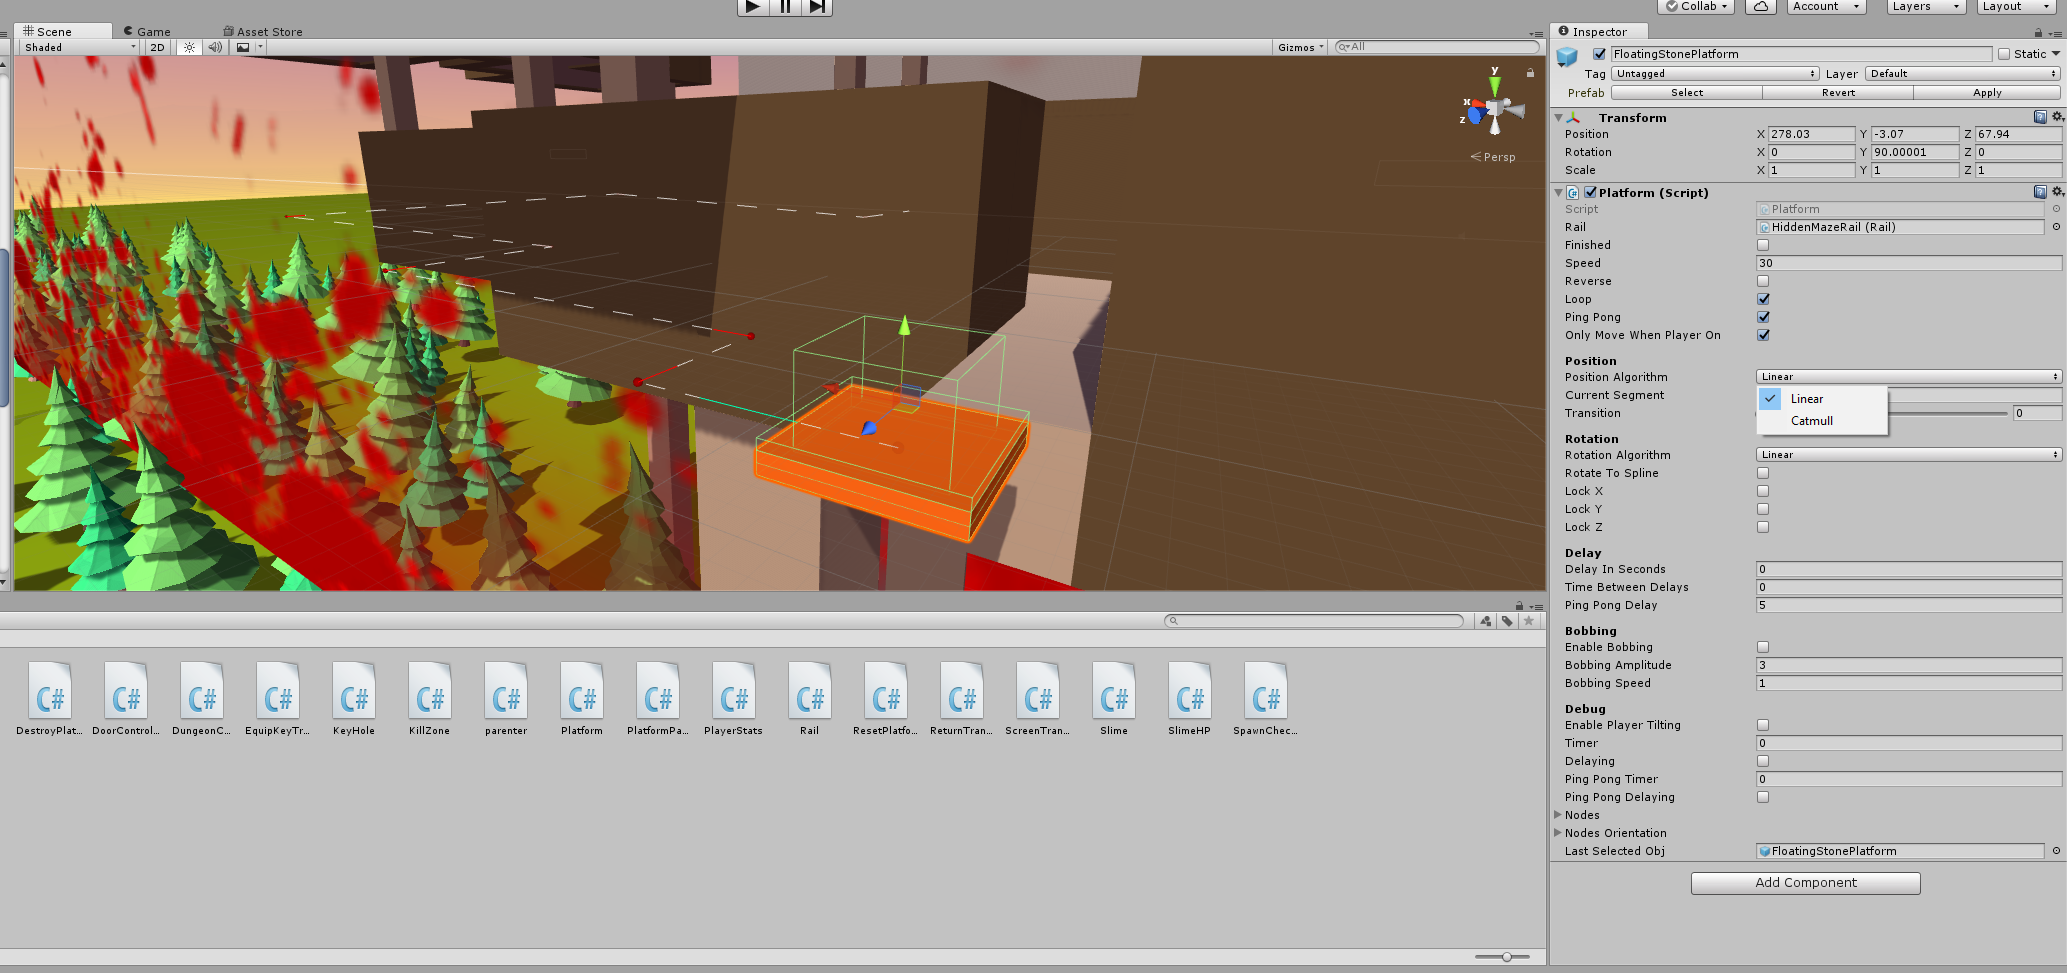 Collab Account Layers Layout
Scene Game Asset Store
Shaded 2D Gizmos All
y
x
z
Persp
DestroyPlat... DoorControl... DungeonC... EquipKeyTr... KeyHole KillZone parenter Platform PlatformPa... PlayerStats Rail ResetPlatfo... ReturnTran... ScreenTran... Slime SlimeHP SpawnChec...
C# C# C# C# C# C# C# C# C# C# C# C# C# C# C# C# C#
Inspector
FloatingStonePlatform Static
Tag Untagged Layer Default
Prefab Select Revert Apply
Transform
Position X 278.03 Y -3.07 Z 67.94
Rotation X 0 Y 90.00001 Z 0
Scale X 1 Y 1 Z 1
Platform (Script)
Script Platform
Rail HiddenMazeRail (Rail)
Finished
Speed 30
Reverse
Loop
Ping Pong
Only Move When Player On
Position
Position Algorithm Linear
Linear
Catmull
Current Segment
Transition 0
Rotation
Rotation Algorithm Linear
Rotate To Spline
Lock X
Lock Y
Lock Z
Delay
Delay In Seconds 0
Time Between Delays 0
Ping Pong Delay 5
Bobbing
Enable Bobbing
Bobbing Amplitude 3
Bobbing Speed 1
Debug
Enable Player Tilting
Timer 0
Delaying
Ping Pong Timer 0
Ping Pong Delaying
Nodes
Nodes Orientation
Last Selected Obj FloatingStonePlatform
Add Component